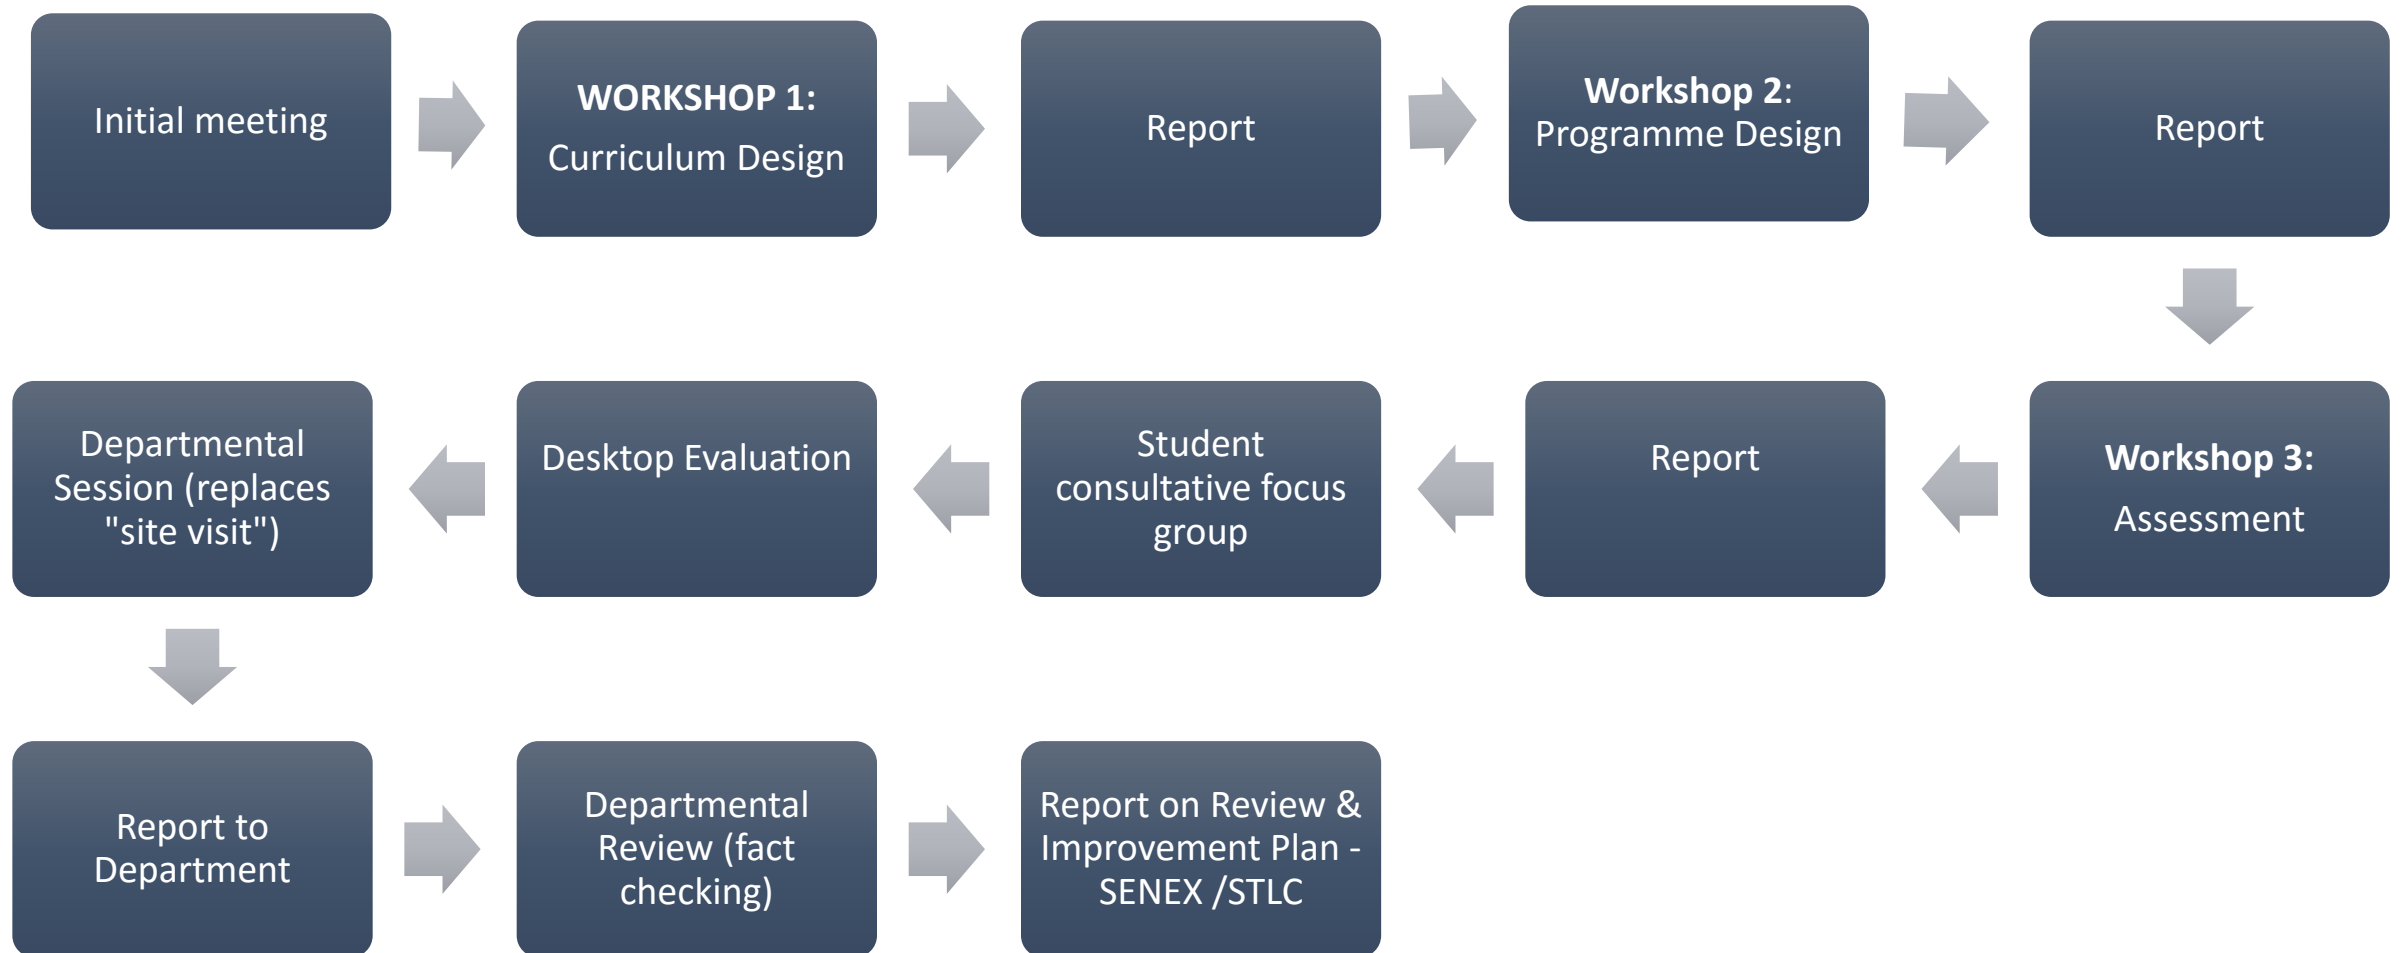 Initial meeting
WORKSHOP 1:
Curriculum Design
Report
Workshop 2:
Programme Design
Report
Workshop 3:
Assessment
Report
Student
consultative focus
group
Desktop Evaluation
Departmental
Session (replaces
"site visit")
Report to
Department
Departmental
Review (fact
checking)
Report on Review &
Improvement Plan -
SENEX /STLC